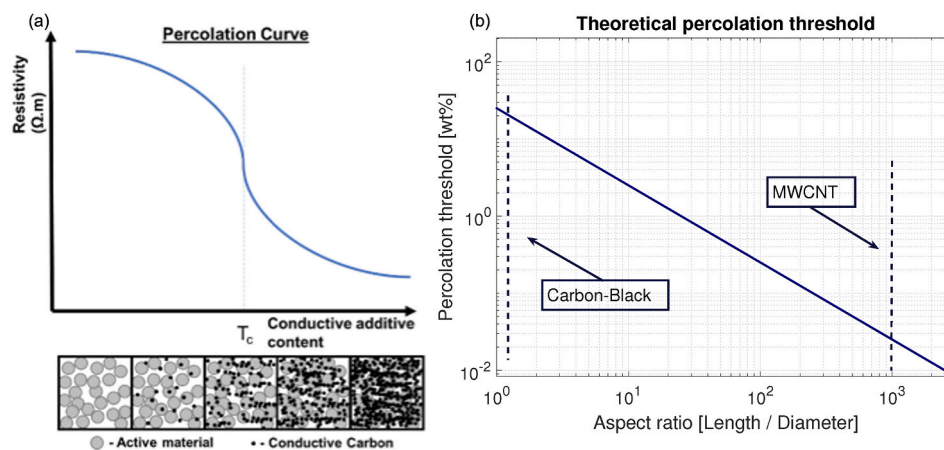 (a)
Percolation Curve
Resistivity
(Ω.m)
T_c
Conductive additive
content
- Active material
- Conductive Carbon
(b)
Theoretical percolation threshold
Percolation threshold [wt%]
10^2
10^0
10^-2
MWCNT
Carbon-Black
10^0
10^1
10^2
10^3
Aspect ratio [Length / Diameter]